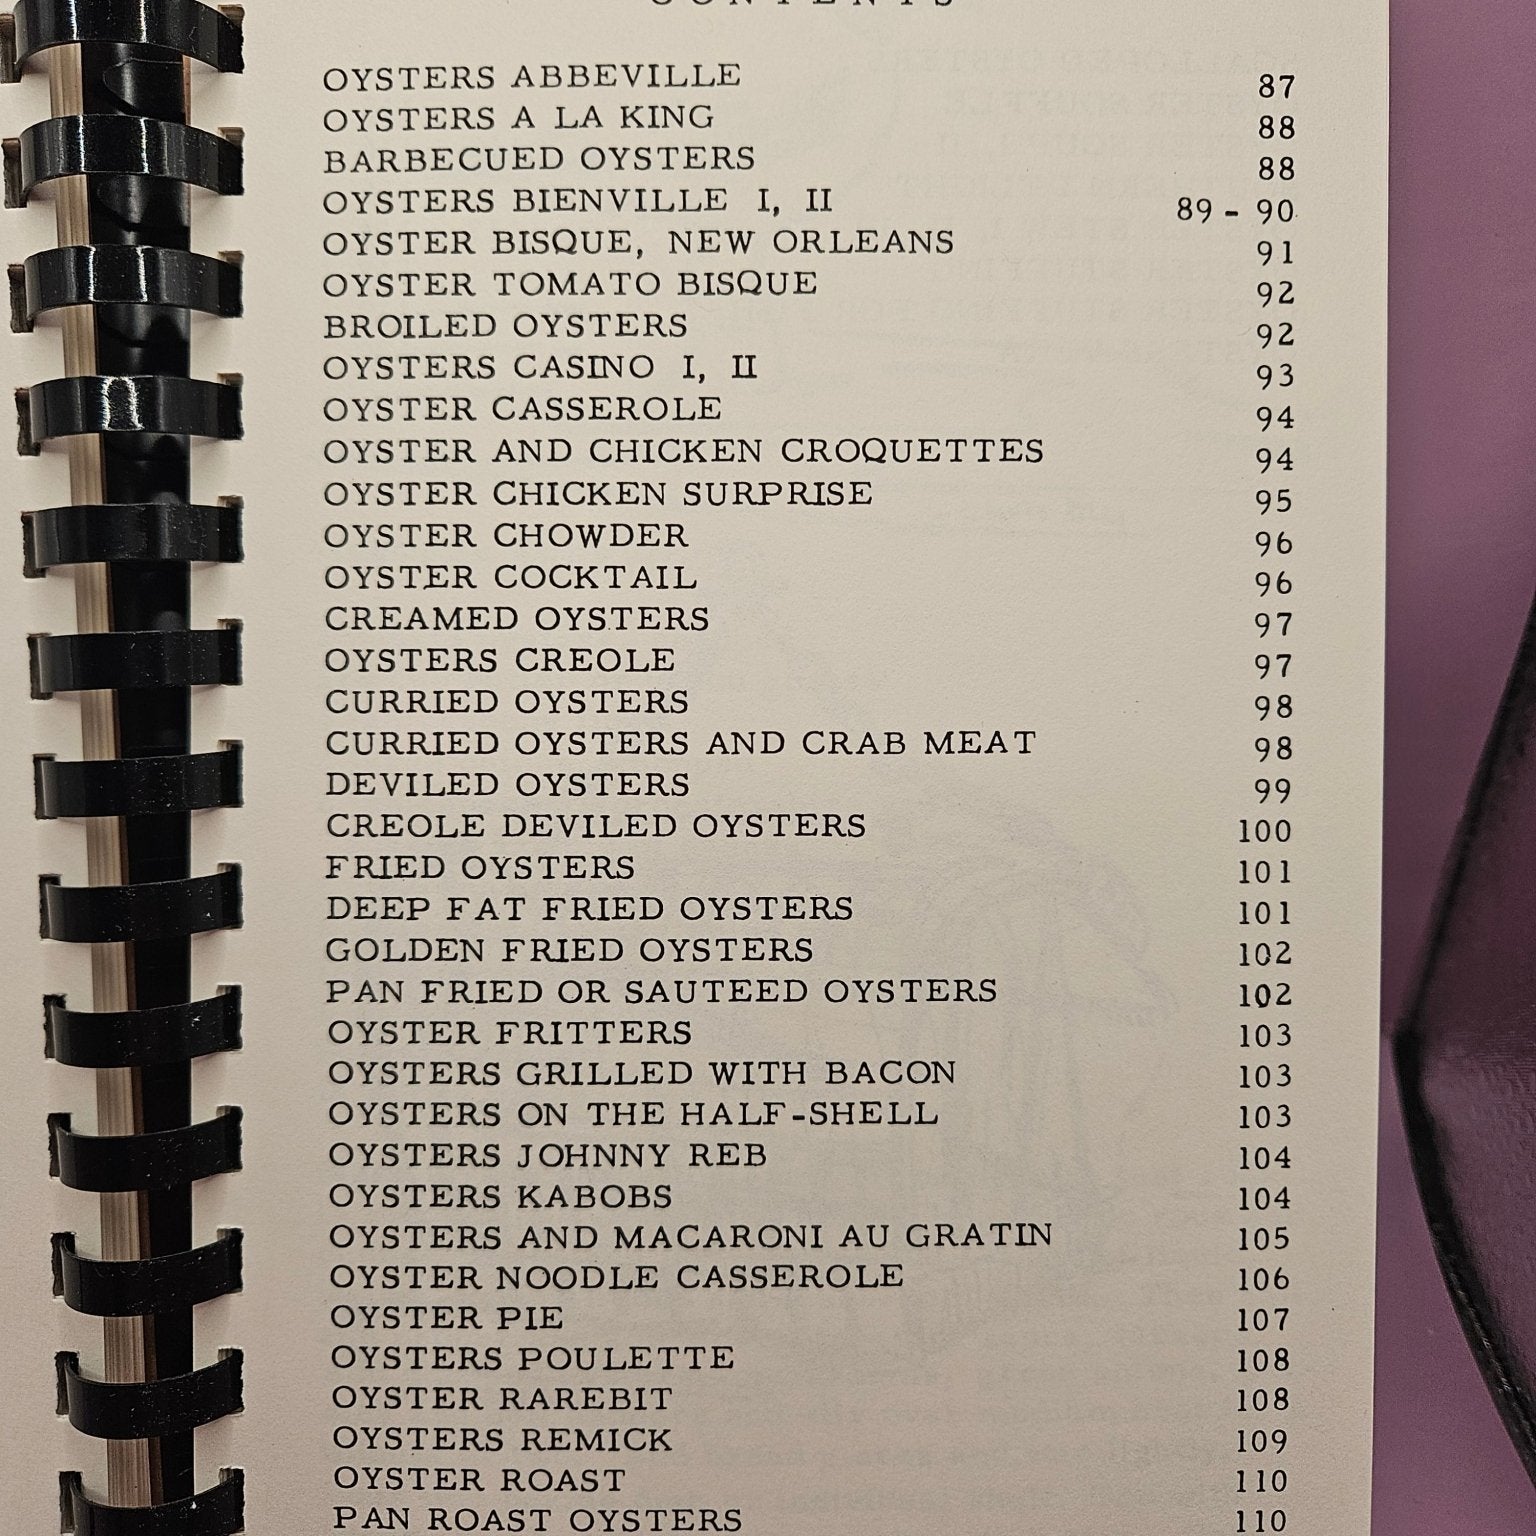 CONTENTS
OYSTERS ABBEVILLE 87
OYSTERS A LA KING 88
BARBECUED OYSTERS 88
OYSTERS BIENVILLE I, II 89 - 90
OYSTER BISQUE, NEW ORLEANS 91
OYSTER TOMATO BISQUE 92
BROILED OYSTERS 92
OYSTERS CASINO I, II 93
OYSTER CASSEROLE 94
OYSTER AND CHICKEN CROQUETTES 94
OYSTER CHICKEN SURPRISE 95
OYSTER CHOWDER 96
OYSTER COCKTAIL 96
CREAMED OYSTERS 97
OYSTERS CREOLE 97
CURRIED OYSTERS 98
CURRIED OYSTERS AND CRAB MEAT 98
DEVILED OYSTERS 99
CREOLE DEVILED OYSTERS 100
FRIED OYSTERS 101
DEEP FAT FRIED OYSTERS 101
GOLDEN FRIED OYSTERS 102
PAN FRIED OR SAUTEED OYSTERS 102
OYSTER FRITTERS 103
OYSTERS GRILLED WITH BACON 103
OYSTERS ON THE HALF-SHELL 103
OYSTERS JOHNNY REB 104
OYSTERS KABOBS 104
OYSTERS AND MACARONI AU GRATIN 105
OYSTER NOODLE CASSEROLE 106
OYSTER PIE 107
OYSTERS POULETTE 108
OYSTER RAREBIT 108
OYSTERS REMICK 109
OYSTER ROAST 110
PAN ROAST OYSTERS 110